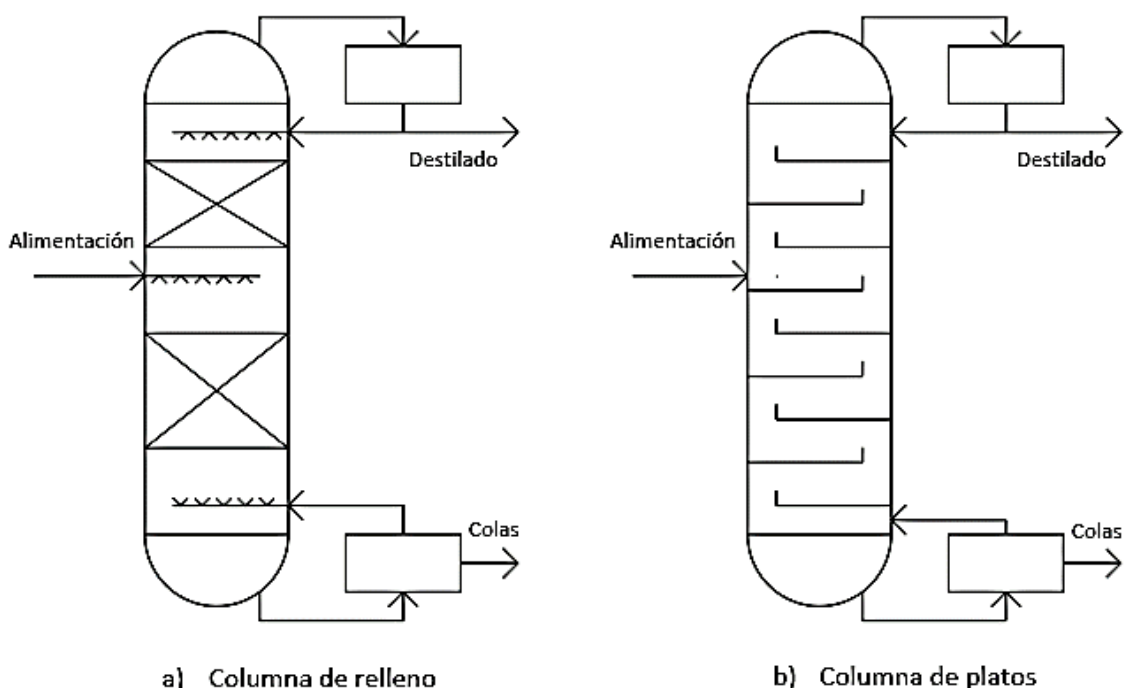 Destilado
Alimentación
Colas
a) Columna de relleno
Destilado
Alimentación
Colas
b) Columna de platos